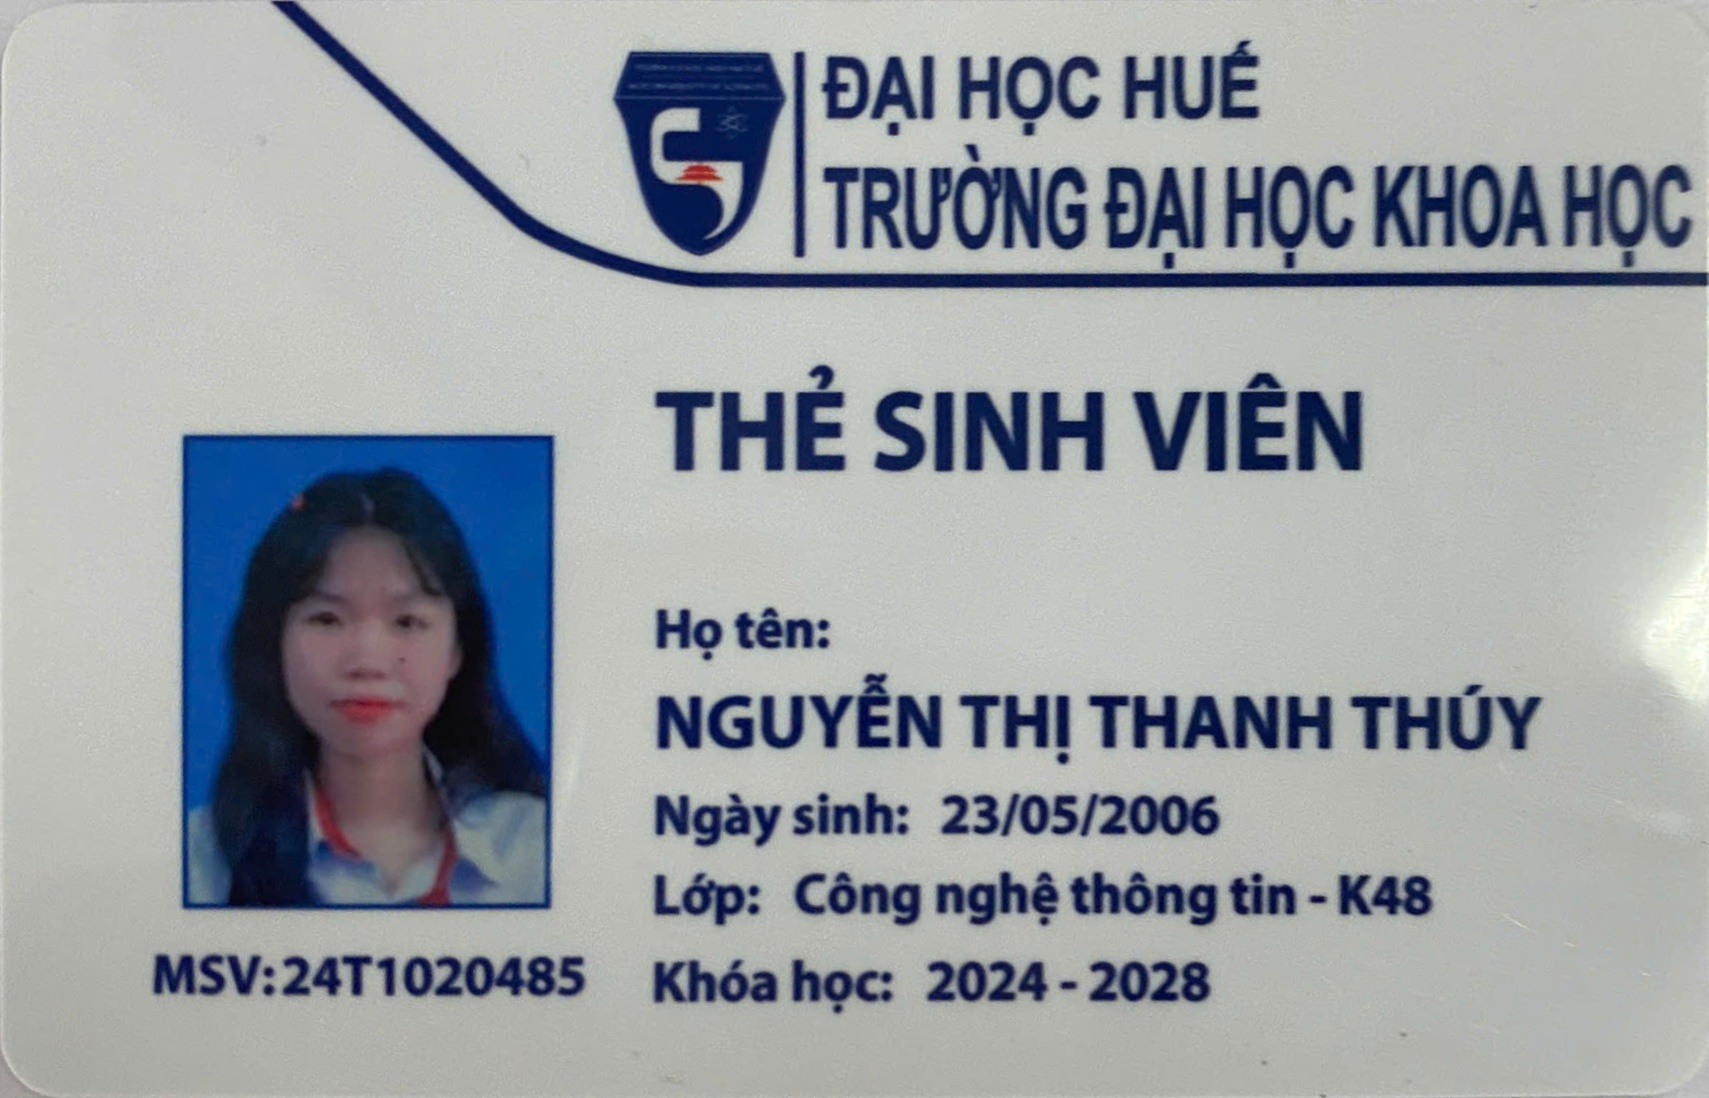 ĐẠI HỌC HUẾ
TRƯỜNG ĐẠI HỌC KHOA HỌC
THẺ SINH VIÊN
Họ tên:
NGUYỄN THỊ THANH THÚY
Ngày sinh: 23/05/2006
Lớp: Công nghệ thông tin - K48
Khóa học: 2024 - 2028
MSV:24T1020485